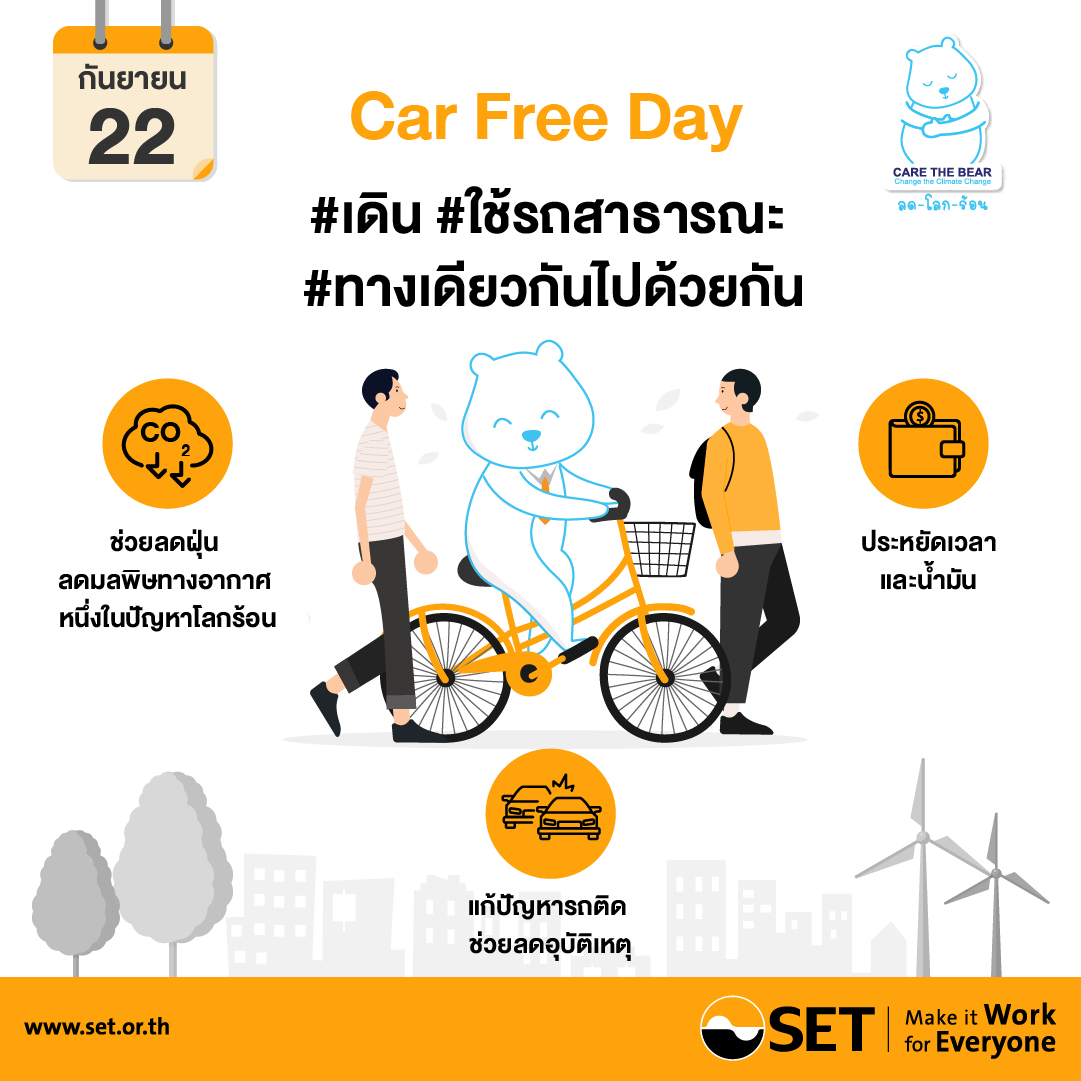 กันยายน
22
Car Free Day
CARE THE BEAR
Change the Climate Change
ลด-โลก-ร้อน
#เดิน #ใช้รถสาธารณะ
#ทางเดียวกันไปด้วยกัน
CO2
ช่วยลดฝุ่น
ลดมลพิษทางอากาศ
หนึ่งในปัญหาโลกร้อน
$
ประหยัดเวลา
และน้ำมัน
แก้ปัญหารถติด
ช่วยลดอุบัติเหตุ
www.set.or.th
SET
Make it Work
for Everyone